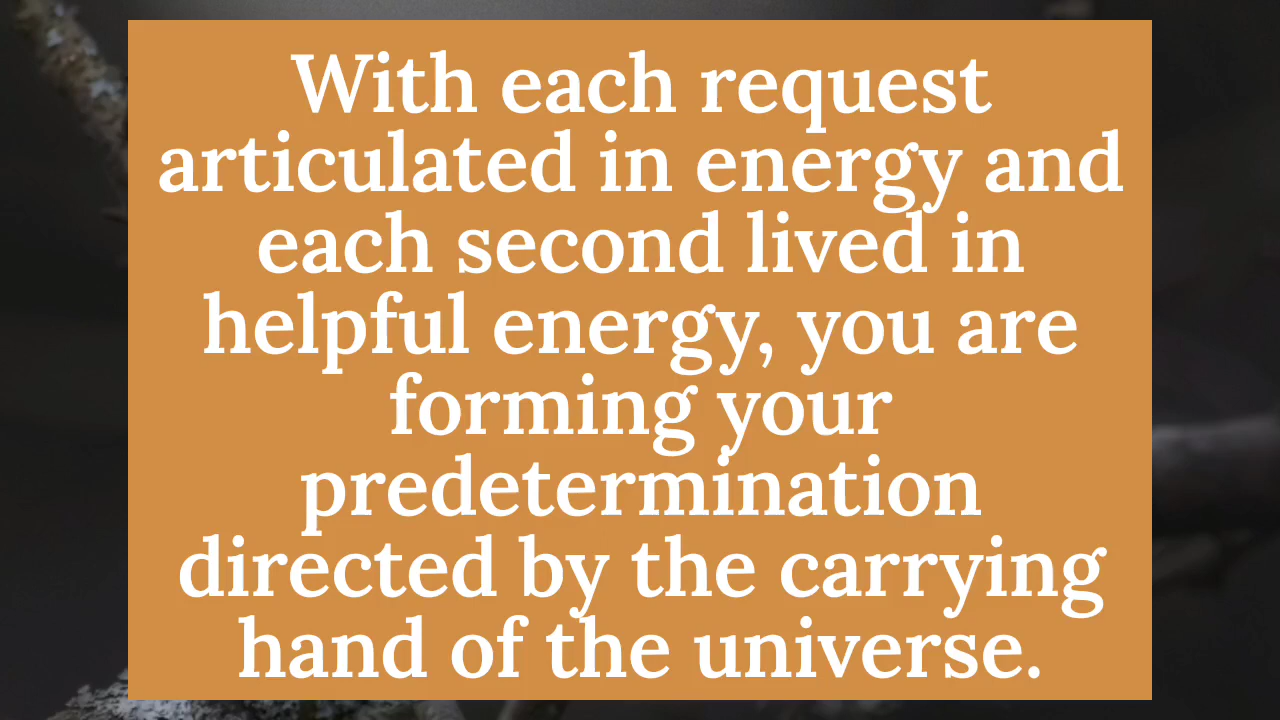 With each request
articulated in energy and
each second lived in
helpful energy, you are
forming your
predetermination
directed by the carrying
hand of the universe.